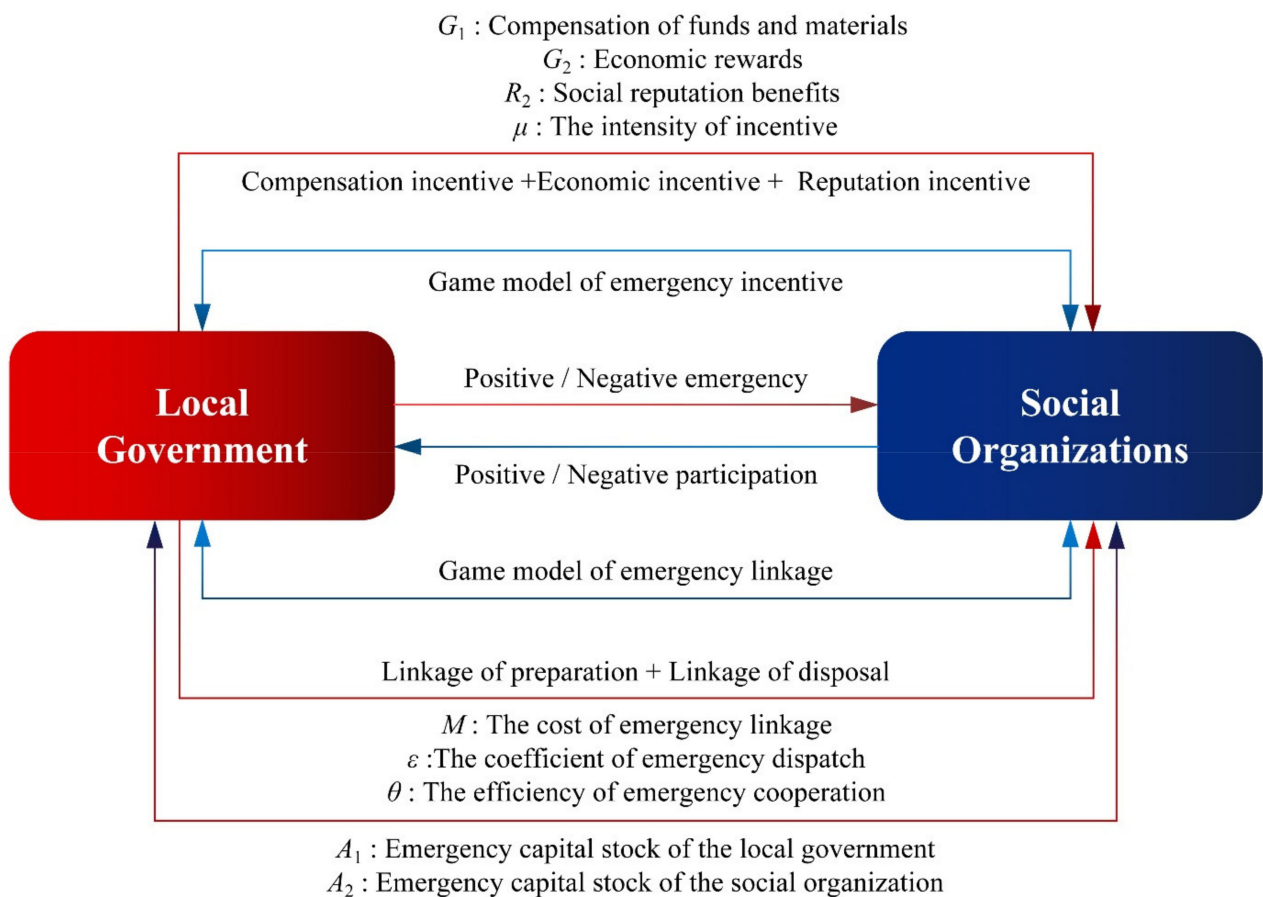 G₁ : Compensation of funds and materials
G₂ : Economic rewards
R₂ : Social reputation benefits
μ : The intensity of incentive
Compensation incentive +Economic incentive + Reputation incentive
Game model of emergency incentive
Local
Government
Positive / Negative emergency
Positive / Negative participation
Social
Organizations
Game model of emergency linkage
Linkage of preparation + Linkage of disposal
M : The cost of emergency linkage
ε :The coefficient of emergency dispatch
θ : The efficiency of emergency cooperation
A₁ : Emergency capital stock of the local government
A₂ : Emergency capital stock of the social organization